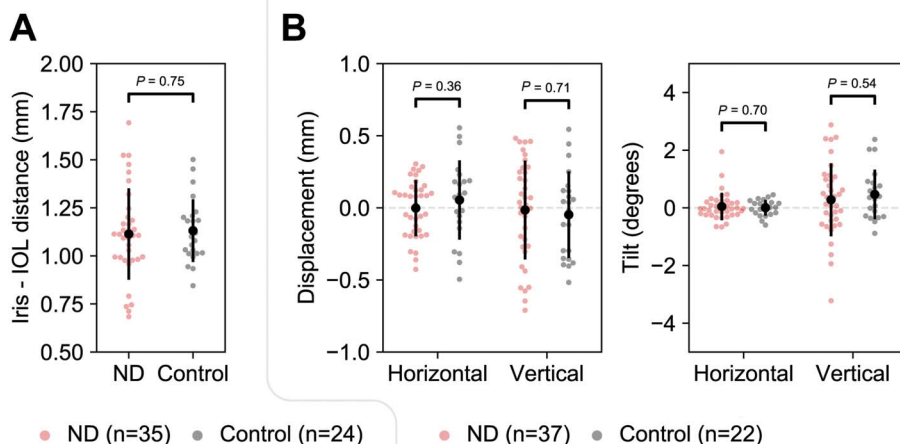 A
B
Iris - IOL distance (mm)
2.00
1.75
1.50
1.25
1.00
0.75
0.50
P = 0.75
ND Control
ND (n=35) Control (n=24)
Displacement (mm)
1.0
0.5
0.0
−0.5
−1.0
P = 0.36
P = 0.71
Horizontal Vertical
Tilt (degrees)
4
2
0
−2
−4
P = 0.70
P = 0.54
Horizontal Vertical
ND (n=37) Control (n=22)